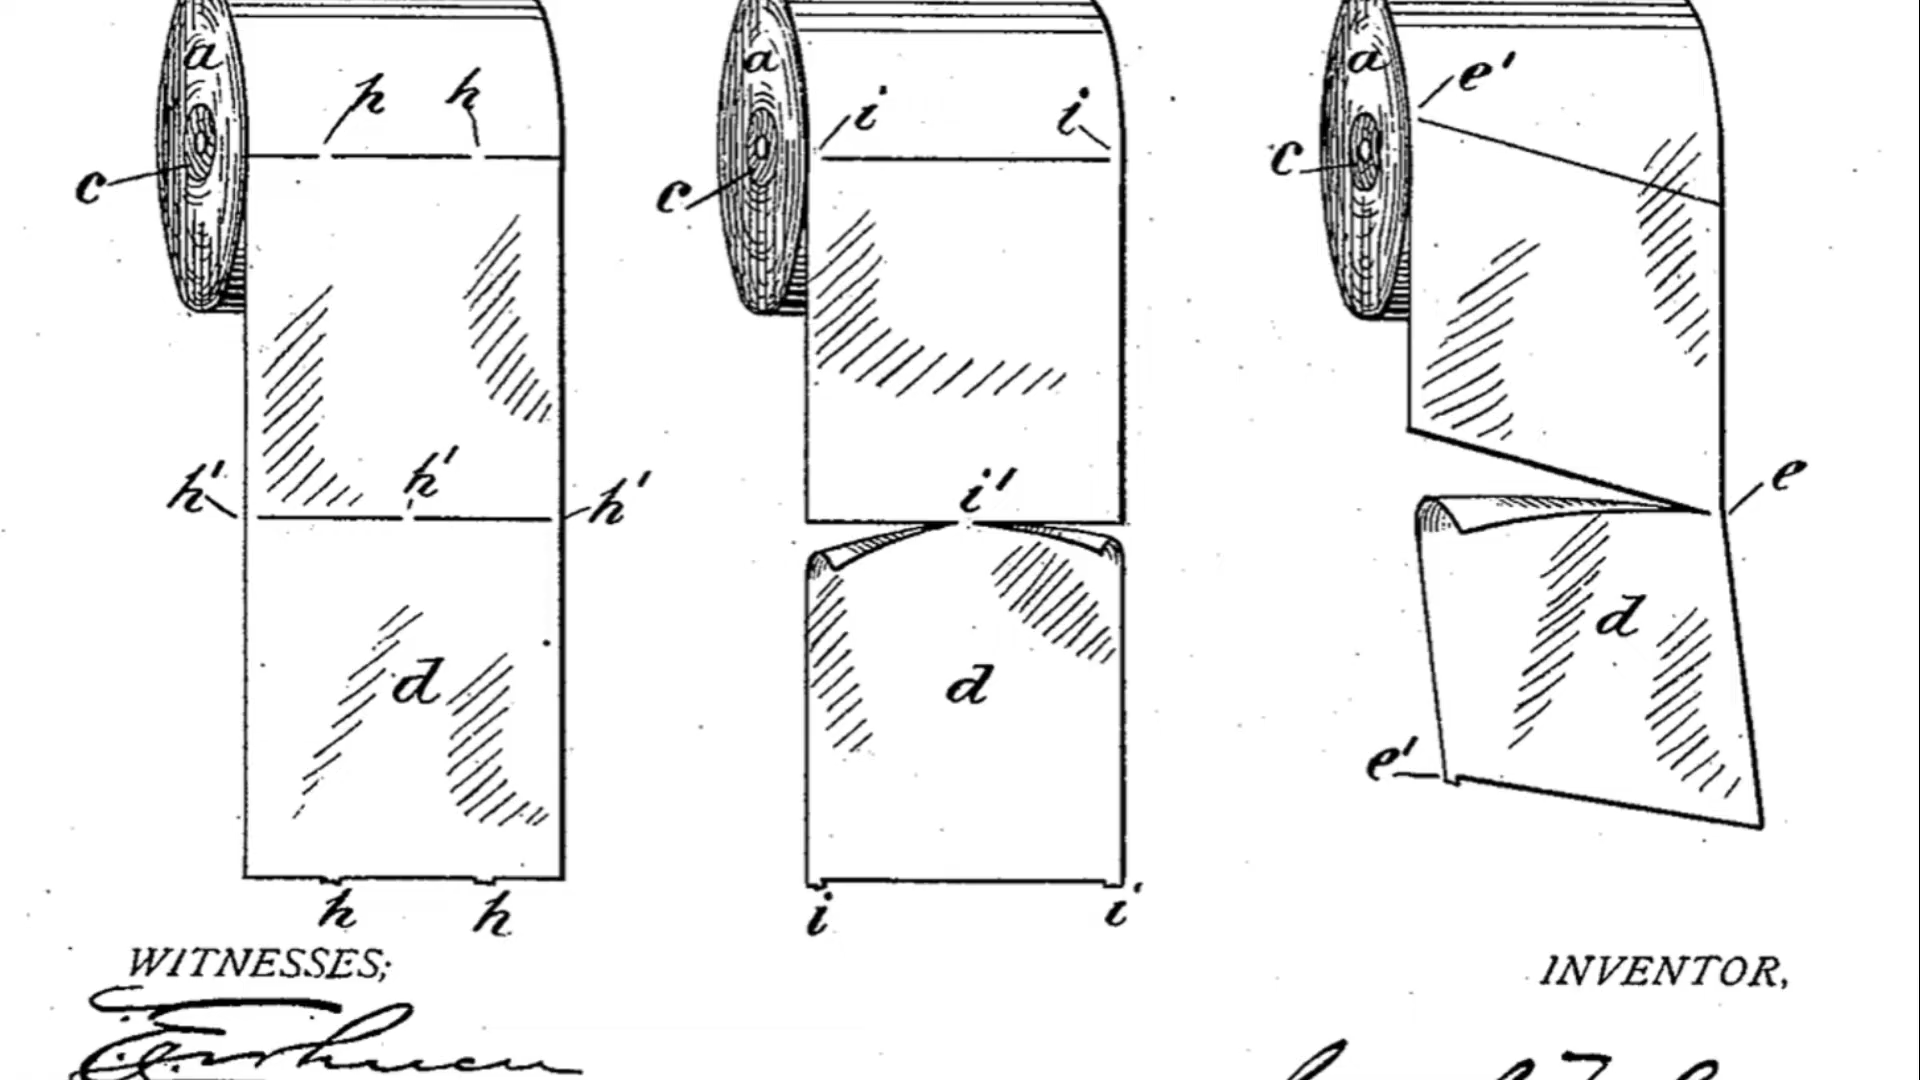 a a a e'
h h i i
c c c
h' h' h' i' e
d d d
e'
h h i i
WITNESSES; INVENTOR,